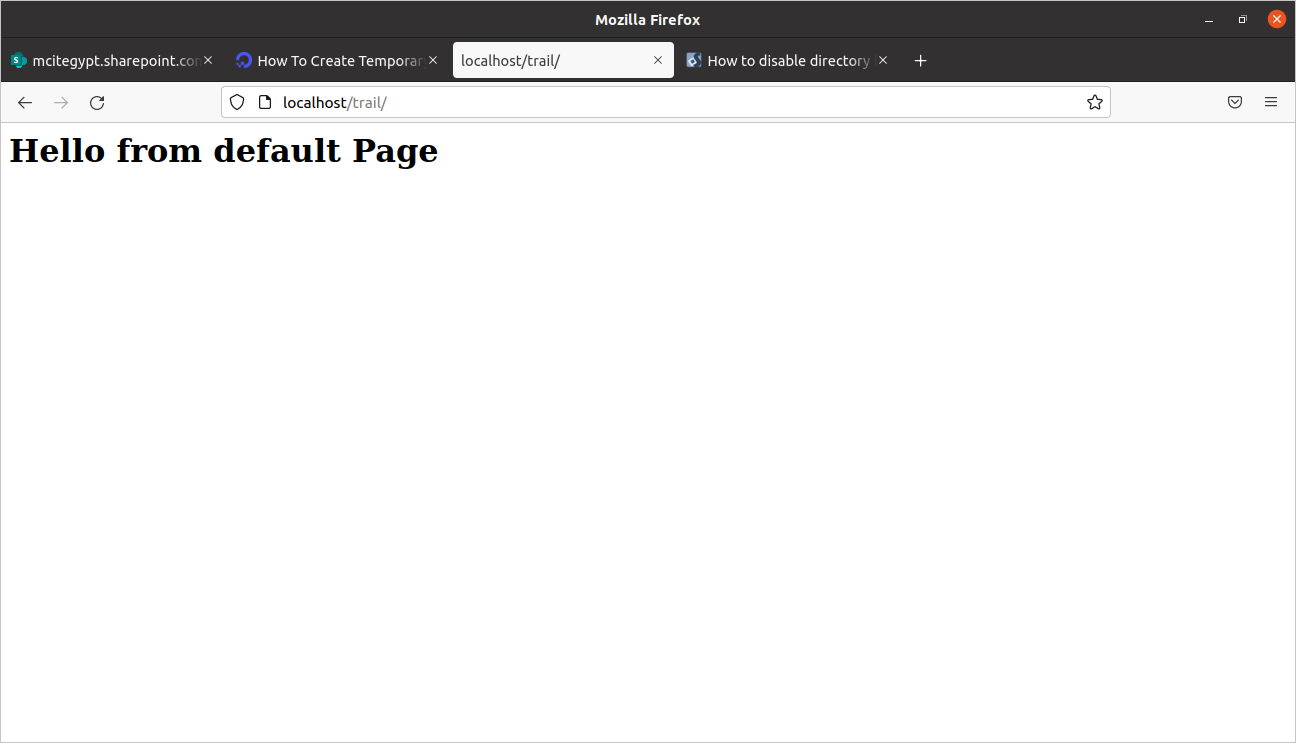 Mozilla Firefox
mcitegypt.sharepoint.co
How To Create Temporar
localhost/trail/
How to disable directory
localhost/trail/
Hello from default Page